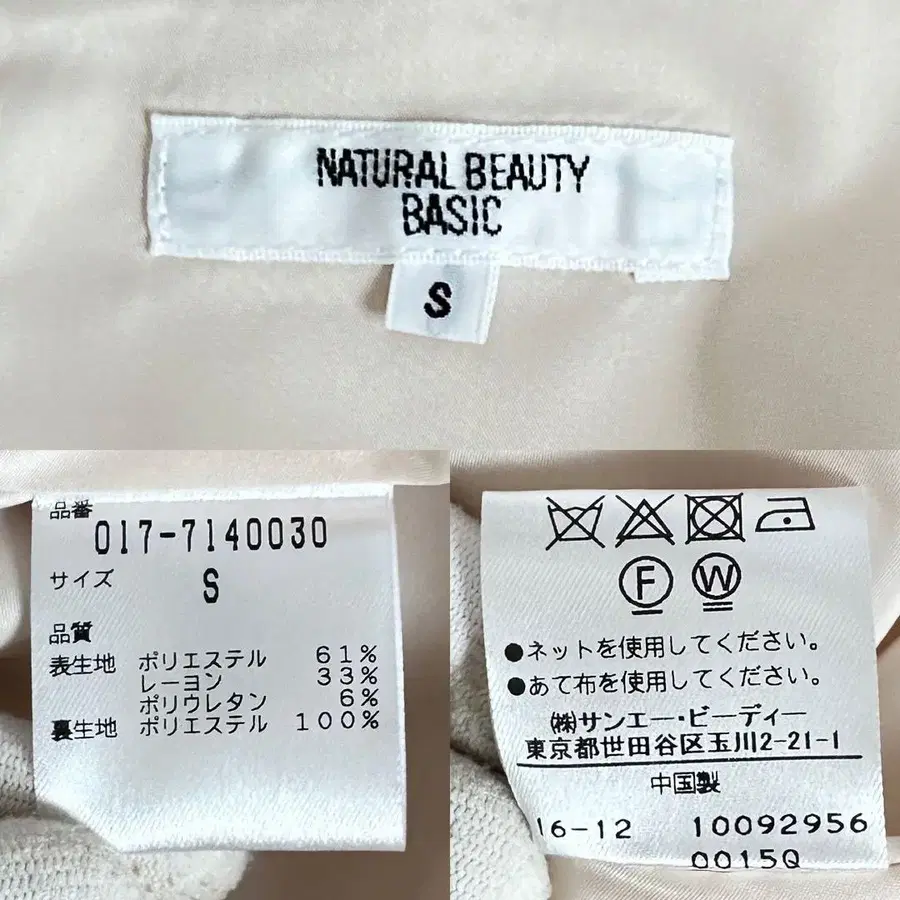 NATURAL BEAUTY
BASIC
S
品番
017-7140030
サイズ S
品質
表生地 ポリエステル 61%
レーヨン 33%
ポリウレタン 6%
裏生地 ポリエステル 100%
F W
●ネットを使用してください。
●あて布を使用してください。
㈱サンエー・ビーディー
東京都世田谷区玉川2-21-1
中国製
16-12 10092956
0015Q